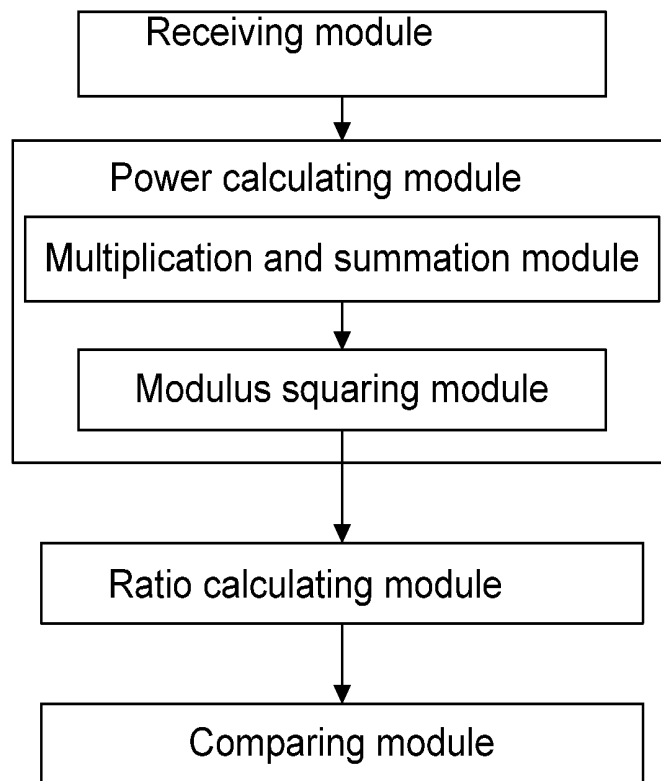 Receiving module
Power calculating module
Multiplication and summation module
Modulus squaring module
Ratio calculating module
Comparing module